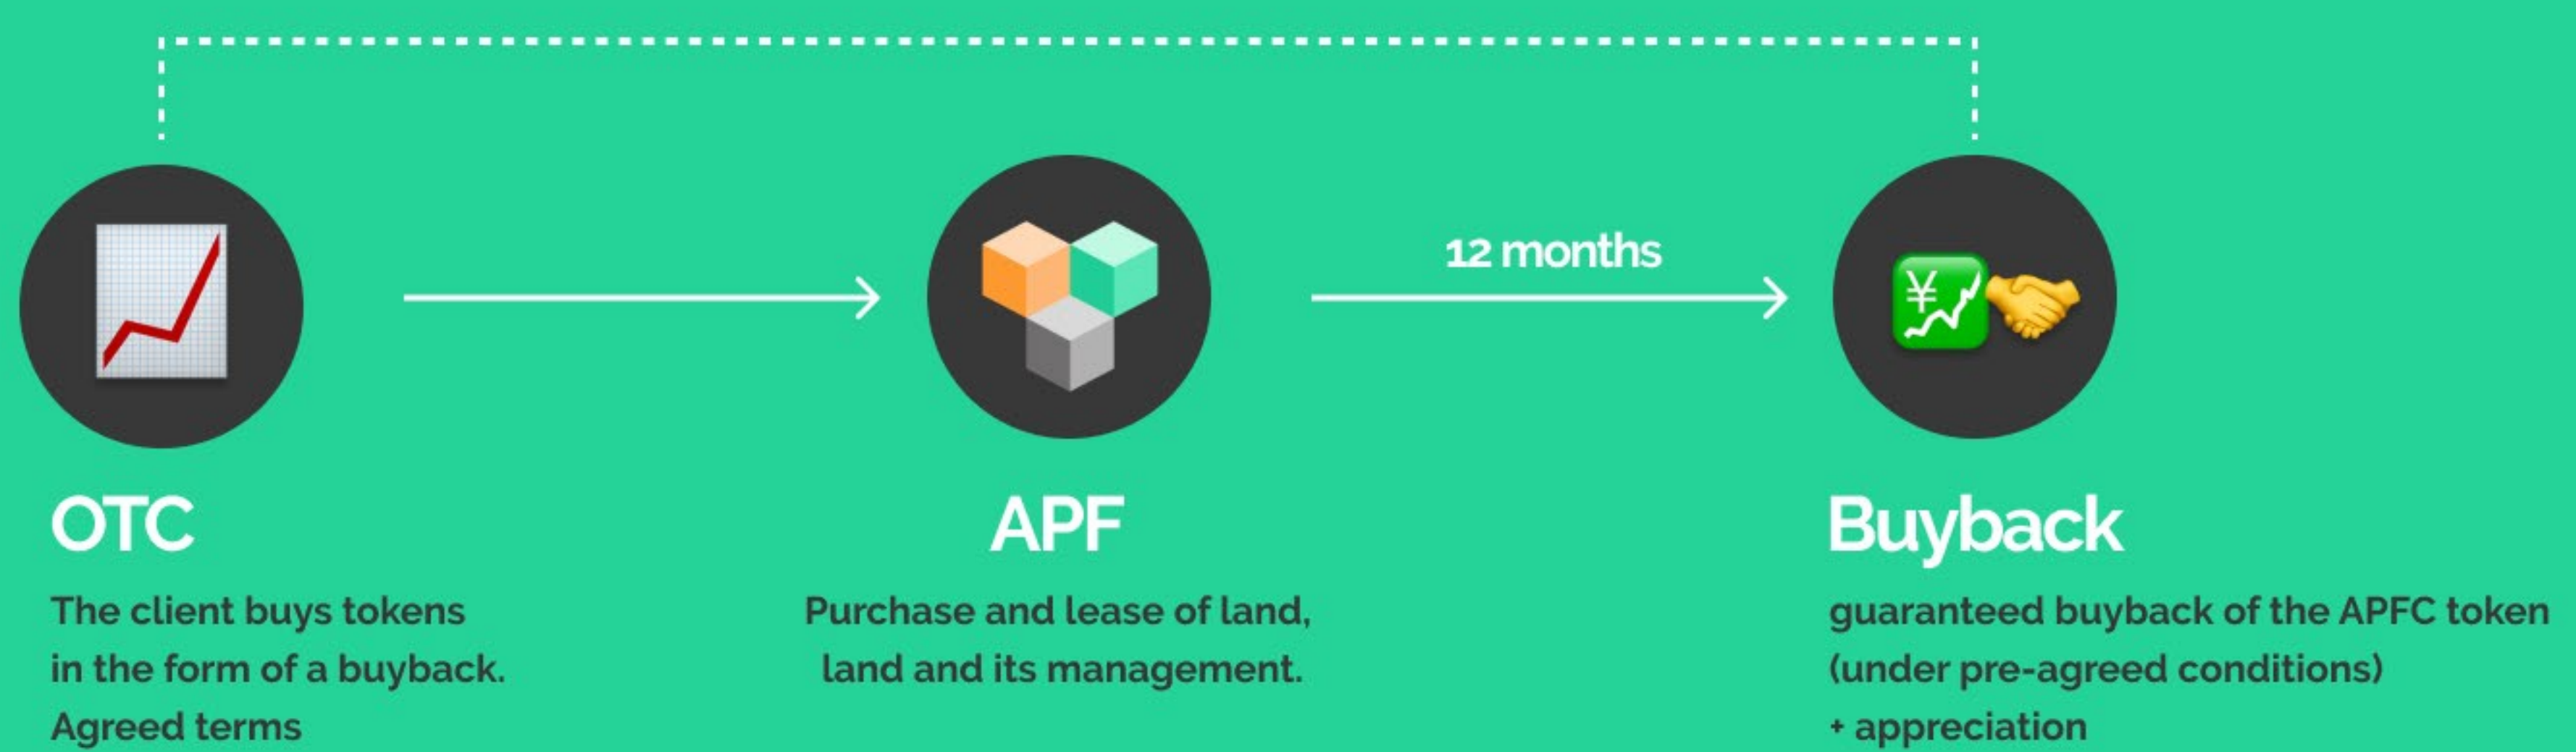 12 months
OTC
The client buys tokens
in the form of a buyback.
Agreed terms
APF
Purchase and lease of land,
land and its management.
Buyback
guaranteed buyback of the APFC token
(under pre-agreed conditions)
+ appreciation
¥